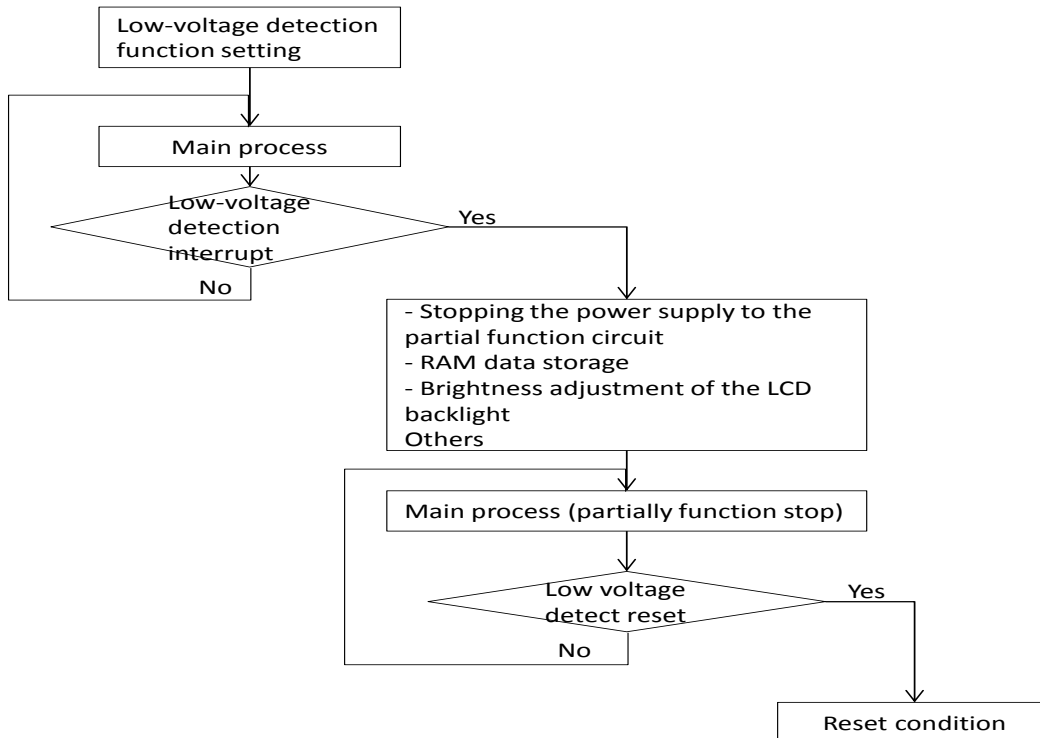 Low-voltage detection
function setting
Main process
Low-voltage
detection
interrupt
Yes
No
- Stopping the power supply to the
partial function circuit
- RAM data storage
- Brightness adjustment of the LCD
backlight
Others
Main process (partially function stop)
Low voltage
detect reset
Yes
No
Reset condition